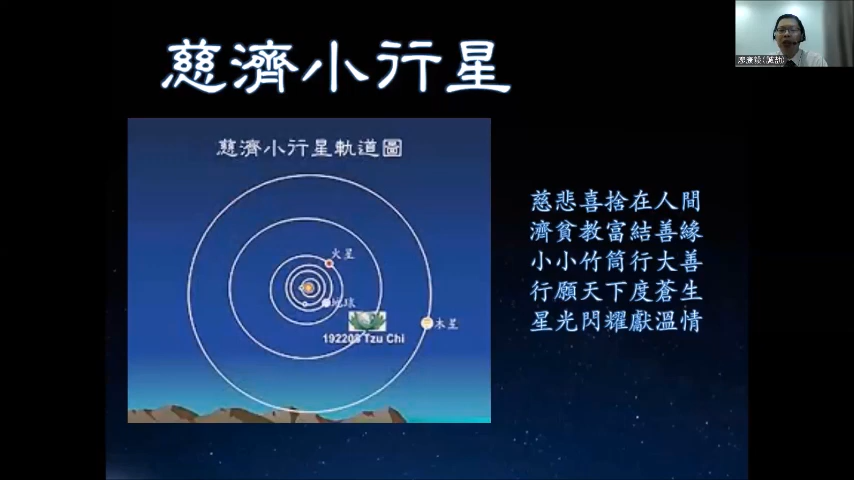 慈濟小行星
慈濟小行星軌道圖
火星
地球
木星
192208 Tzu Chi
慈悲喜捨在人間
濟貧教富結善緣
小小竹筒行大善
行願天下度蒼生
星光閃耀獻溫情